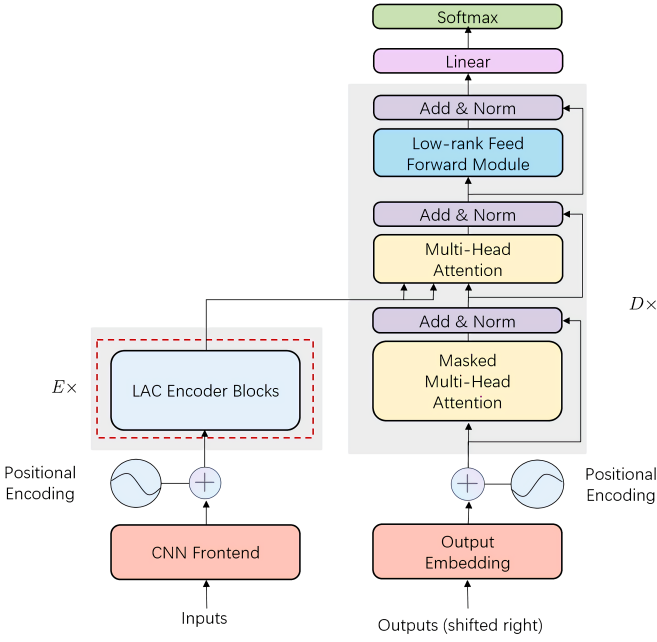 Softmax
Linear
Add & Norm
Low-rank Feed
Forward Module
Add & Norm
Multi-Head
Attention
D×
Add & Norm
Masked
Multi-Head
Attention
E×
LAC Encoder Blocks
Positional
Encoding
Positional
Encoding
CNN Frontend
Output
Embedding
Inputs
Outputs (shifted right)